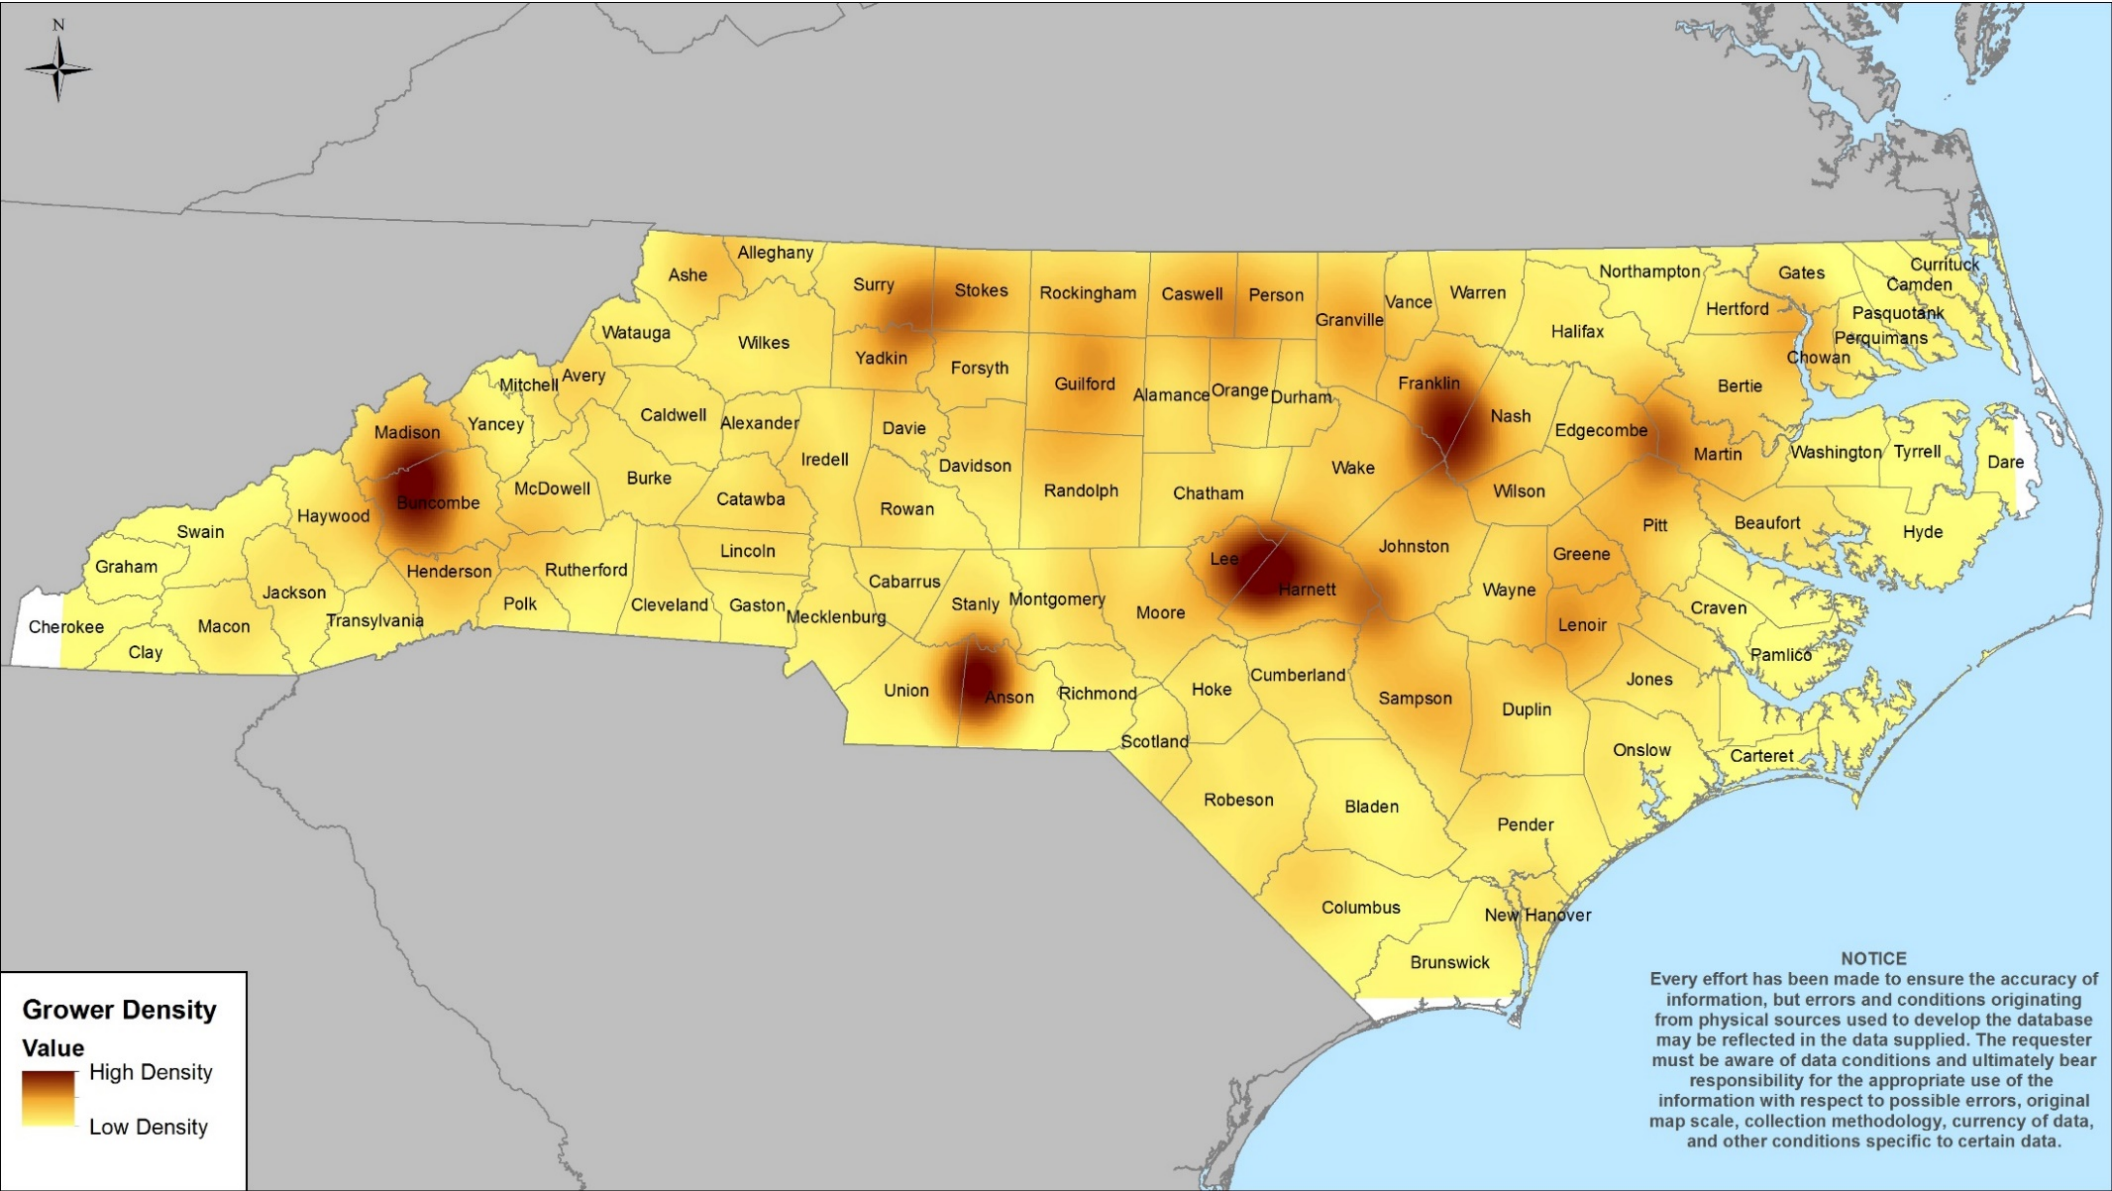 N
Alleghany
Ashe
Surry
Stokes
Rockingham
Caswell
Person
Granville
Vance
Warren
Northampton
Gates
Currituck
Camden
Hertford
Pasquotank
Halifax
Perquimans
Chowan
Watauga
Wilkes
Yadkin
Forsyth
Guilford
Alamance
Orange
Durham
Franklin
Nash
Edgecombe
Bertie
Martin
Washington
Tyrrell
Dare
Mitchell
Avery
Madison
Yancey
Caldwell
Alexander
Davie
Iredell
Davidson
Wake
Buncombe
McDowell
Burke
Catawba
Rowan
Randolph
Chatham
Wilson
Pitt
Beaufort
Hyde
Swain
Haywood
Graham
Henderson
Rutherford
Lincoln
Cabarrus
Lee
Harnett
Johnston
Greene
Wayne
Jackson
Polk
Cleveland
Gaston
Mecklenburg
Stanly
Montgomery
Moore
Lenoir
Craven
Cherokee
Macon
Transylvania
Clay
Pamlico
Union
Anson
Richmond
Hoke
Cumberland
Sampson
Duplin
Jones
Scotland
Onslow
Carteret
Robeson
Bladen
Pender
Columbus
New Hanover
Brunswick
Grower Density
Value
High Density
Low Density
NOTICE
Every effort has been made to ensure the accuracy of
information, but errors and conditions originating
from physical sources used to develop the database
may be reflected in the data supplied. The requester
must be aware of data conditions and ultimately bear
responsibility for the appropriate use of the
information with respect to possible errors, original
map scale, collection methodology, currency of data,
and other conditions specific to certain data.